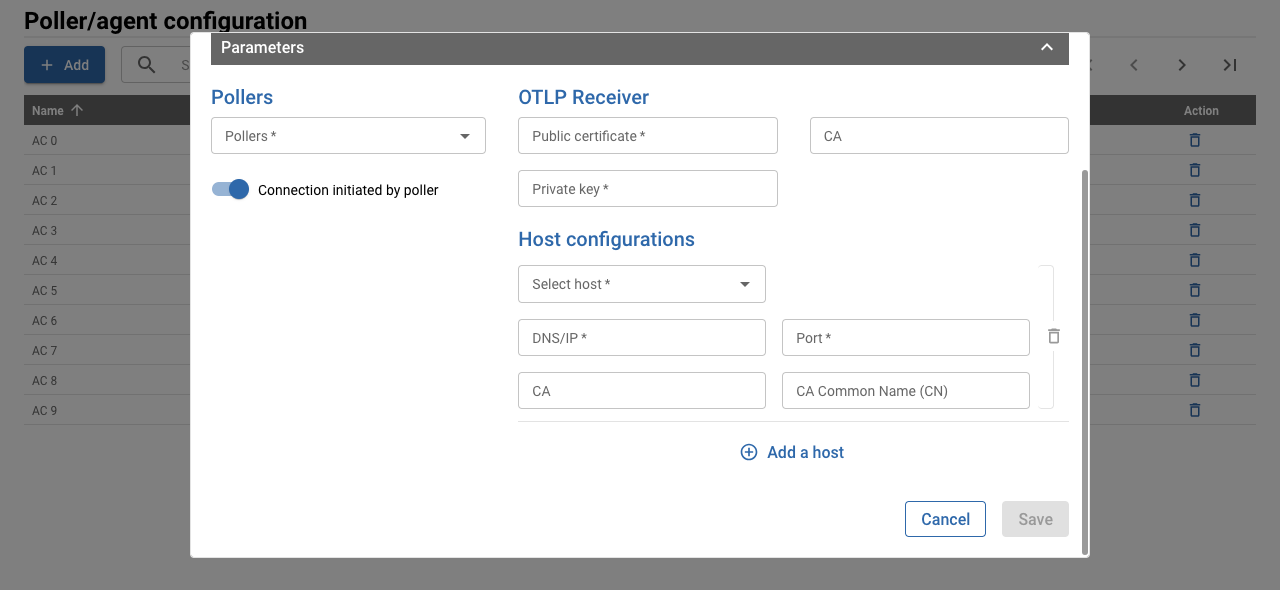 Poller/agent configuration
Add
S
Name
Action
AC 0
AC 1
AC 2
AC 3
AC 4
AC 5
AC 6
AC 7
AC 8
AC 9
Parameters
Pollers
Pollers *
Connection initiated by poller
OTLP Receiver
Public certificate *
CA
Private key *
Host configurations
Select host *
DNS/IP *
Port *
CA
CA Common Name (CN)
Add a host
Cancel
Save